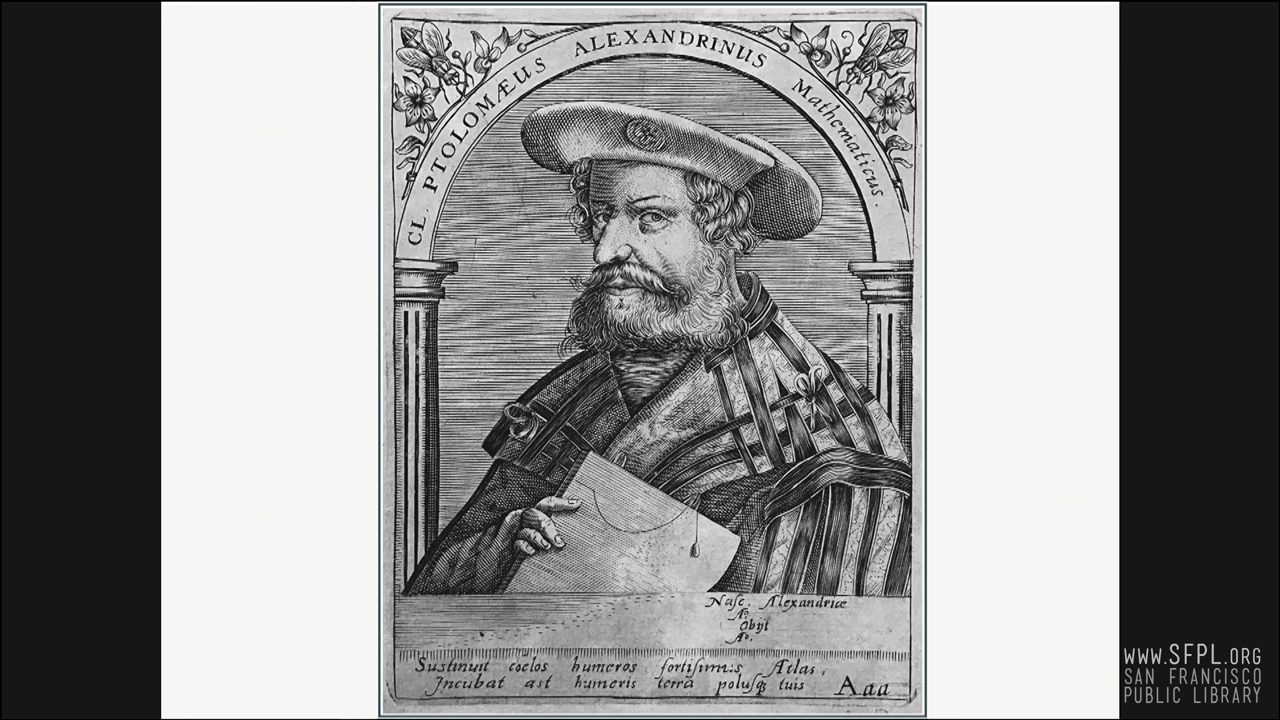 CL. PTOLOMÆUS ALEXANDRINUS Mathematicus.
Nasc. Alexandriæ
Aº.
Obijt
Aº.
Sustinuit coelos humeros fortissimus Atlas,
Incubat ast humeris terra polusq; tuis
Aaa
WWW.SFPL.ORG
SAN FRANCISCO
PUBLIC LIBRARY